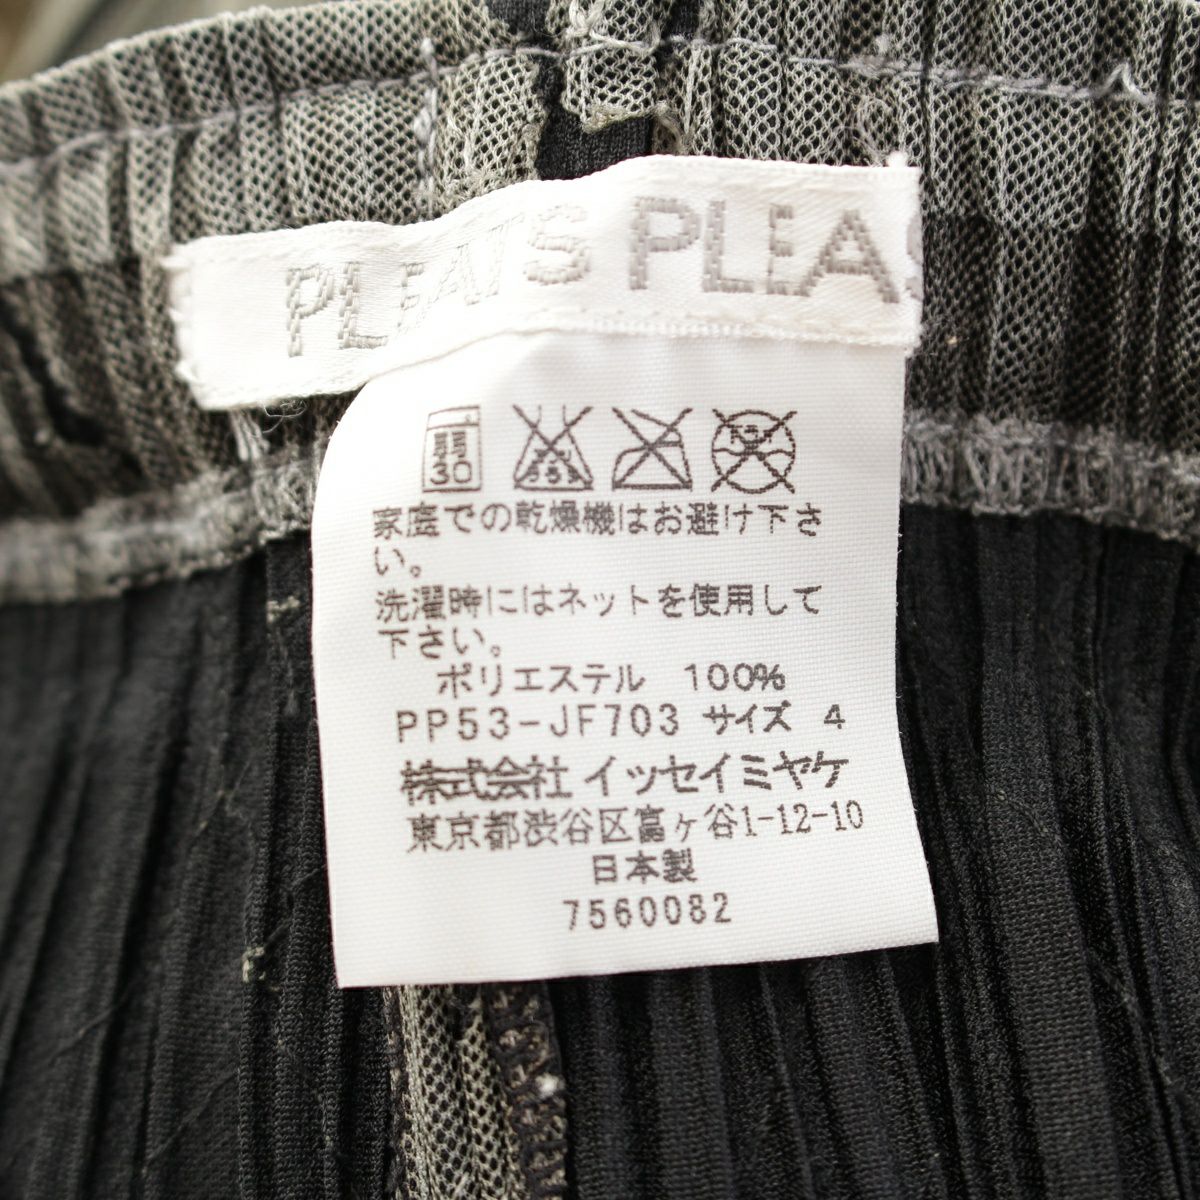 PLEATS PLEA
弱
30
家庭での乾燥機はお避け下さ
い。
洗濯時にはネットを使用して
下さい。
ポリエステル 100%
PP53-JF703 サイズ 4
株式会社 イッセイミヤケ
東京都渋谷区富ヶ谷1-12-10
日本製
7560082